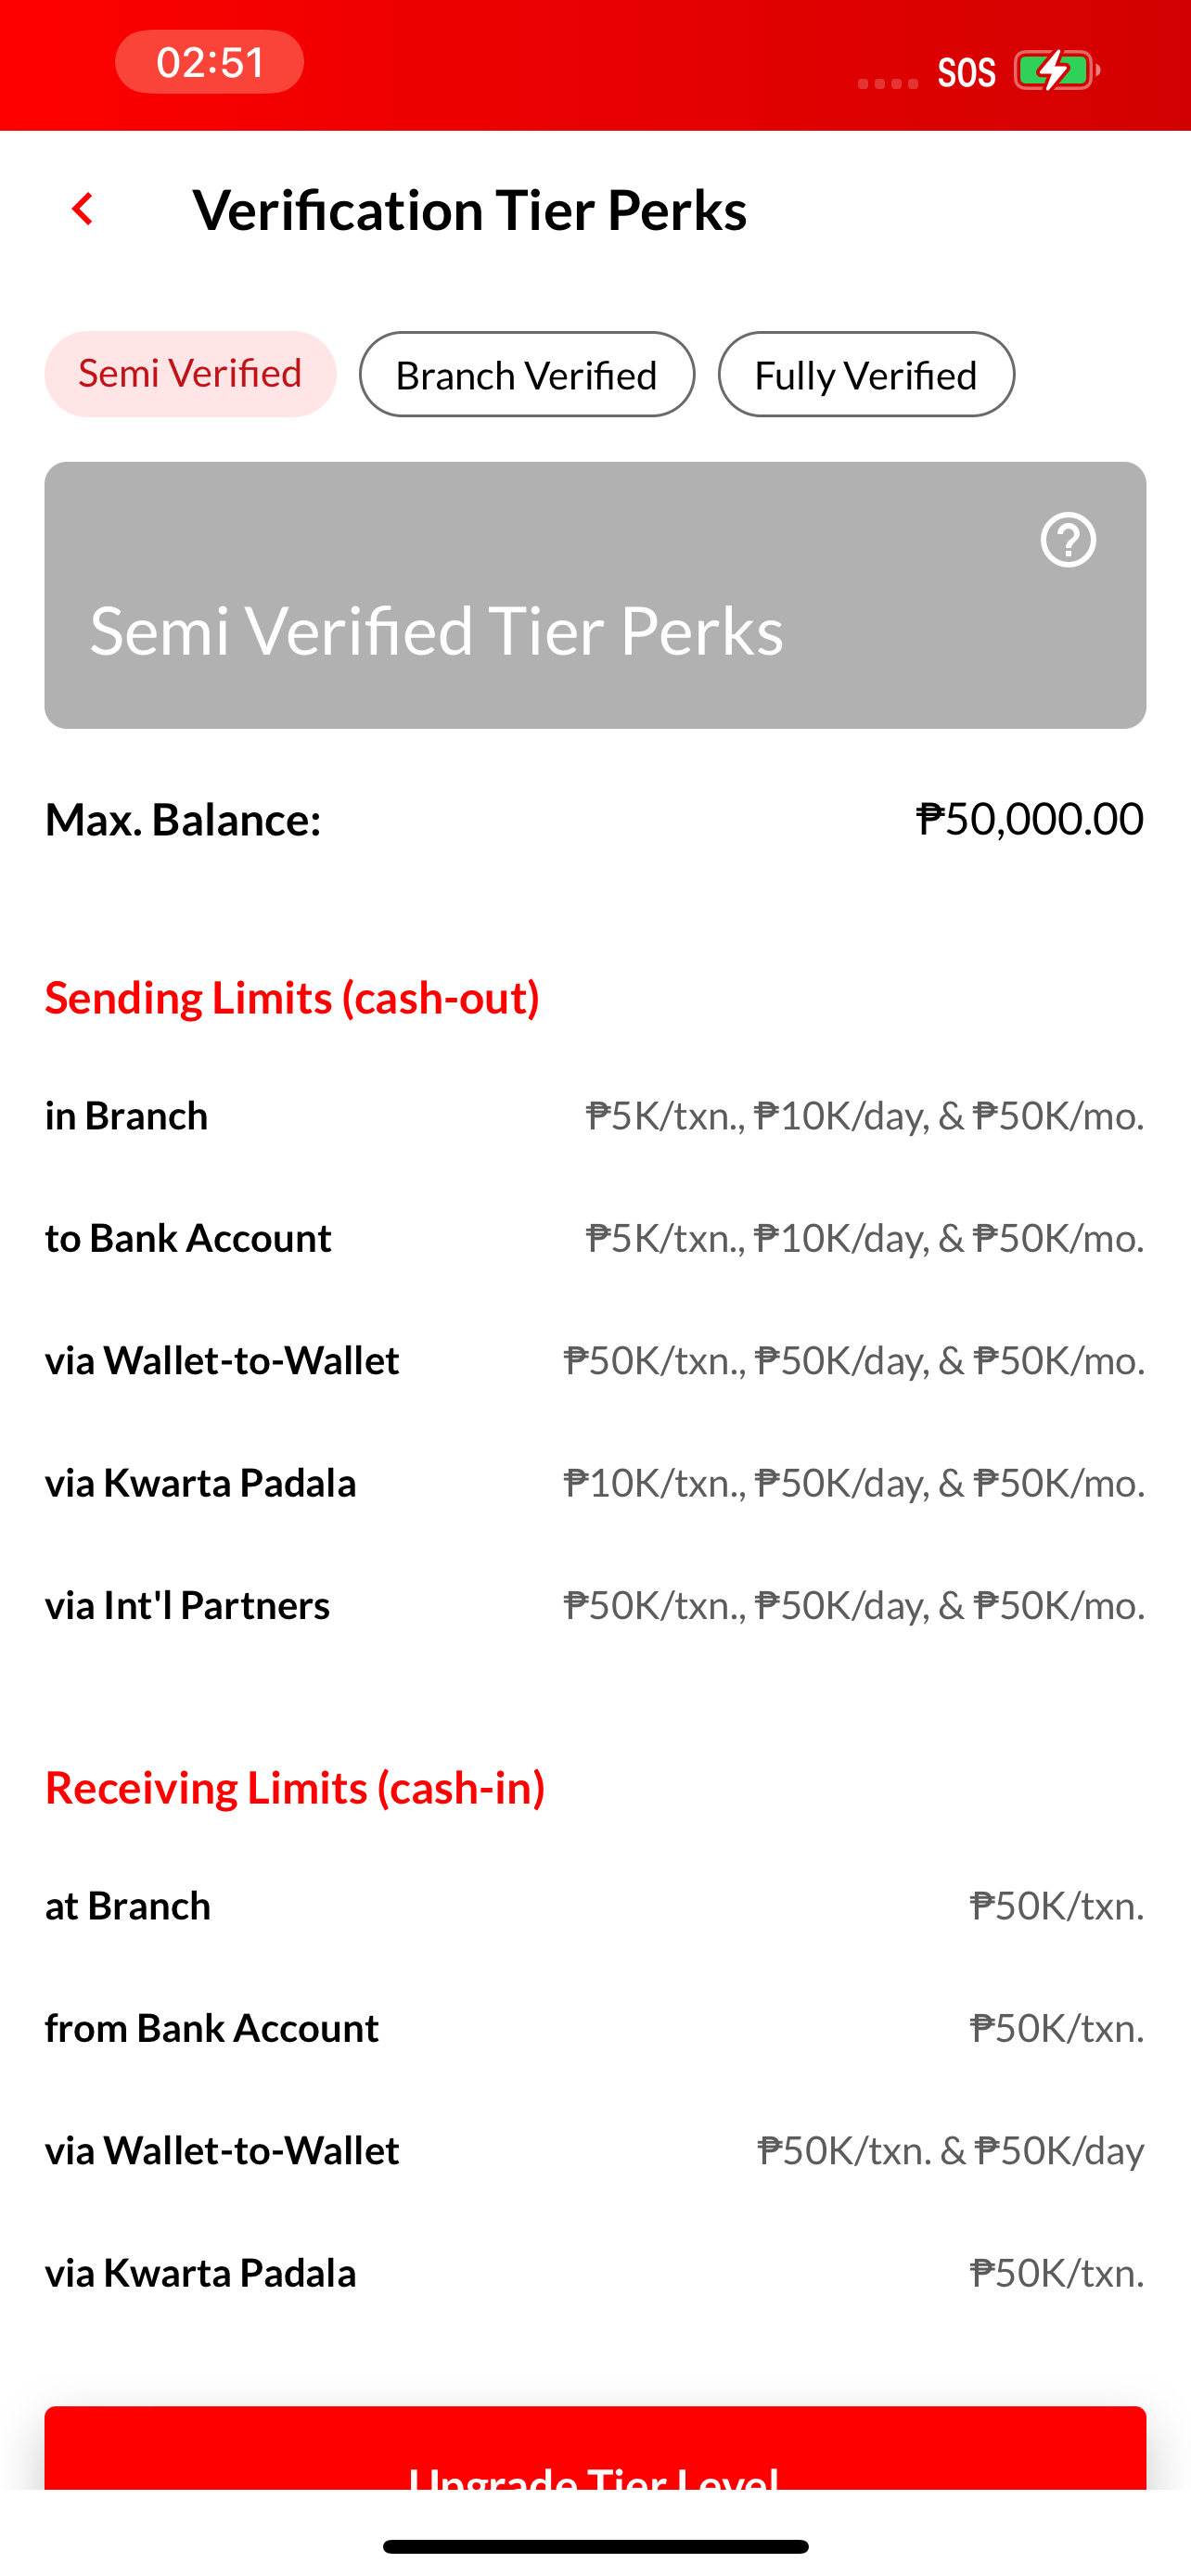 02:51
SOS
Verification Tier Perks
Semi Verified
Branch Verified
Fully Verified
Semi Verified Tier Perks
Max. Balance: ₱50,000.00
Sending Limits (cash-out)
in Branch ₱5K/txn., ₱10K/day, & ₱50K/mo.
to Bank Account ₱5K/txn., ₱10K/day, & ₱50K/mo.
via Wallet-to-Wallet ₱50K/txn., ₱50K/day, & ₱50K/mo.
via Kwarta Padala ₱10K/txn., ₱50K/day, & ₱50K/mo.
via Int'l Partners ₱50K/txn., ₱50K/day, & ₱50K/mo.
Receiving Limits (cash-in)
at Branch ₱50K/txn.
from Bank Account ₱50K/txn.
via Wallet-to-Wallet ₱50K/txn. & ₱50K/day
via Kwarta Padala ₱50K/txn.
Upgrade Tier Level